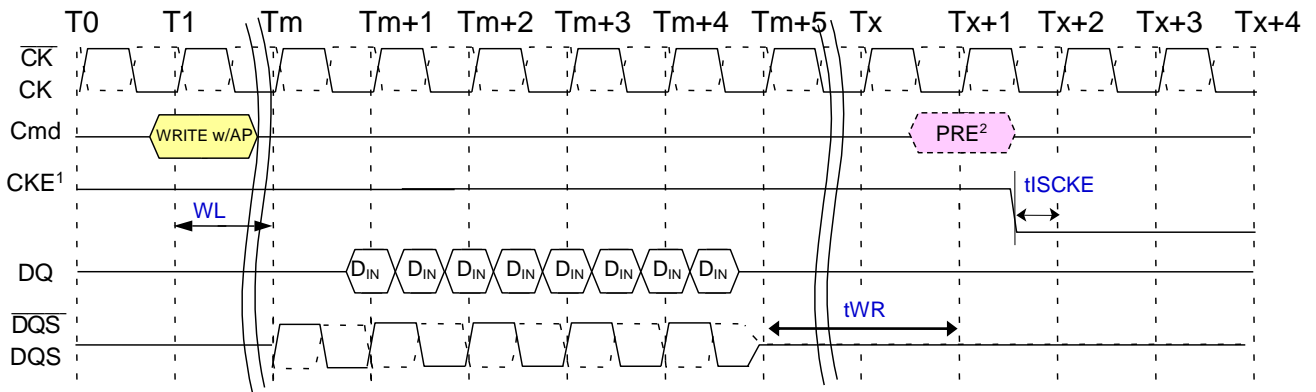 T0 T1 Tm Tm+1 Tm+2 Tm+3 Tm+4 Tm+5 Tx Tx+1 Tx+2 Tx+3 Tx+4
CK
CK
Cmd WRITE w/AP PRE²
CKE¹ tISCKE
WL
DQ DIN DIN DIN DIN DIN DIN DIN DIN
tWR
DQS
DQS